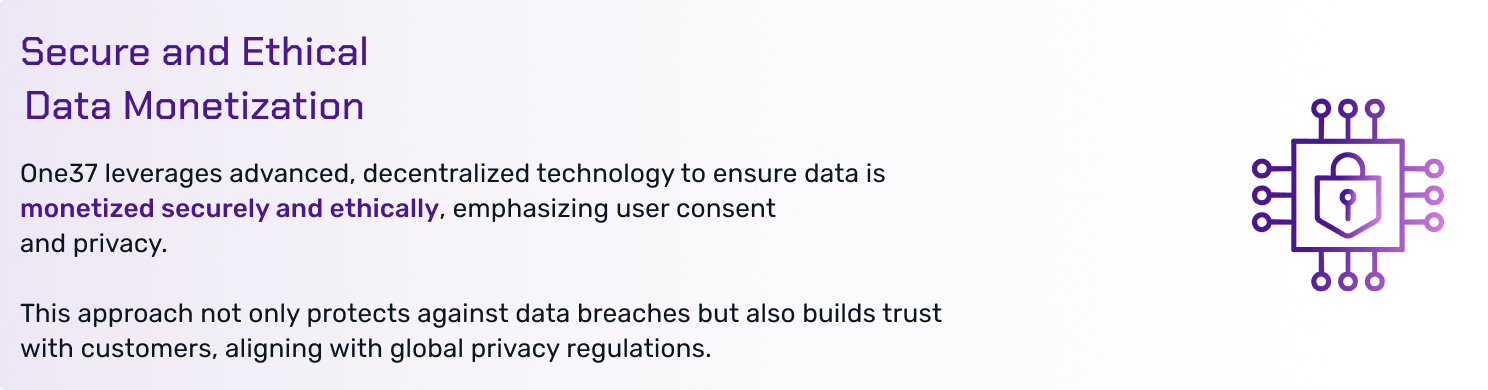 Secure and Ethical
Data Monetization
One37 leverages advanced, decentralized technology to ensure data is
monetized securely and ethically, emphasizing user consent
and privacy.
This approach not only protects against data breaches but also builds trust
with customers, aligning with global privacy regulations.